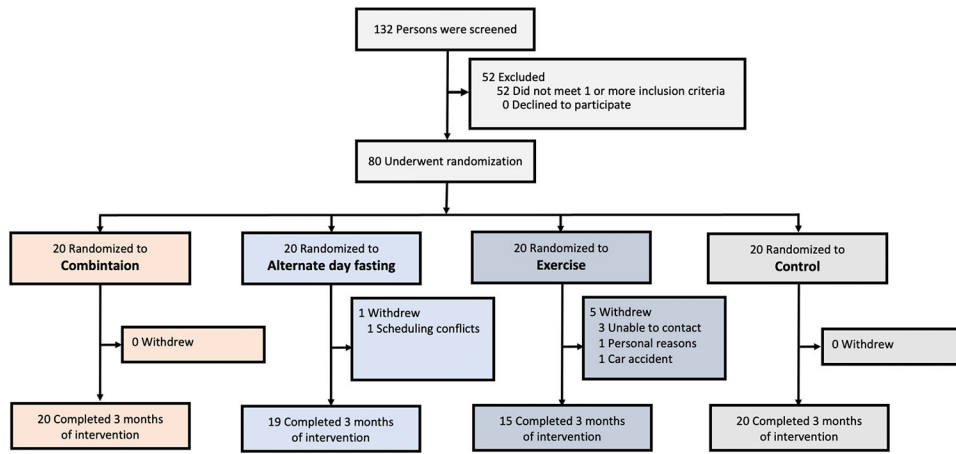 132 Persons were screened
52 Excluded
52 Did not meet 1 or more inclusion criteria
0 Declined to participate
80 Underwent randomization
20 Randomized to
Combintaion
20 Randomized to
Alternate day fasting
20 Randomized to
Exercise
20 Randomized to
Control
0 Withdrew
1 Withdrew
1 Scheduling conflicts
5 Withdrew
3 Unable to contact
1 Personal reasons
1 Car accident
0 Withdrew
20 Completed 3 months
of intervention
19 Completed 3 months
of intervention
15 Completed 3 months
of intervention
20 Completed 3 months
of intervention